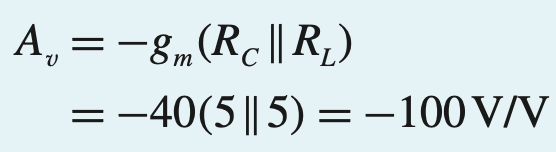 A_v = −g_m(R_C ∥ R_L)
= −40(5 ∥ 5) = −100 V/V